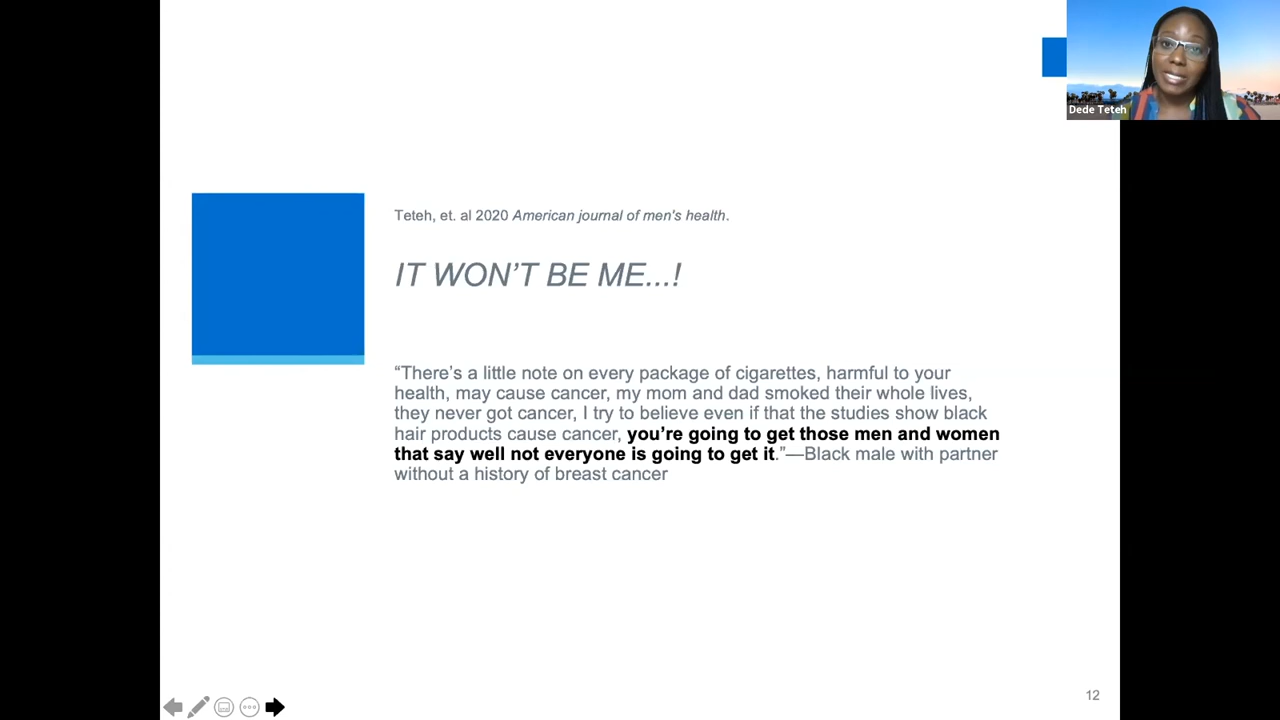 Dede Teteh
Teteh, et. al 2020 American journal of men's health.
IT WON'T BE ME...!
“There’s a little note on every package of cigarettes, harmful to your
health, may cause cancer, my mom and dad smoked their whole lives,
they never got cancer, I try to believe even if that the studies show black
hair products cause cancer, you’re going to get those men and women
that say well not everyone is going to get it.”—Black male with partner
without a history of breast cancer
12